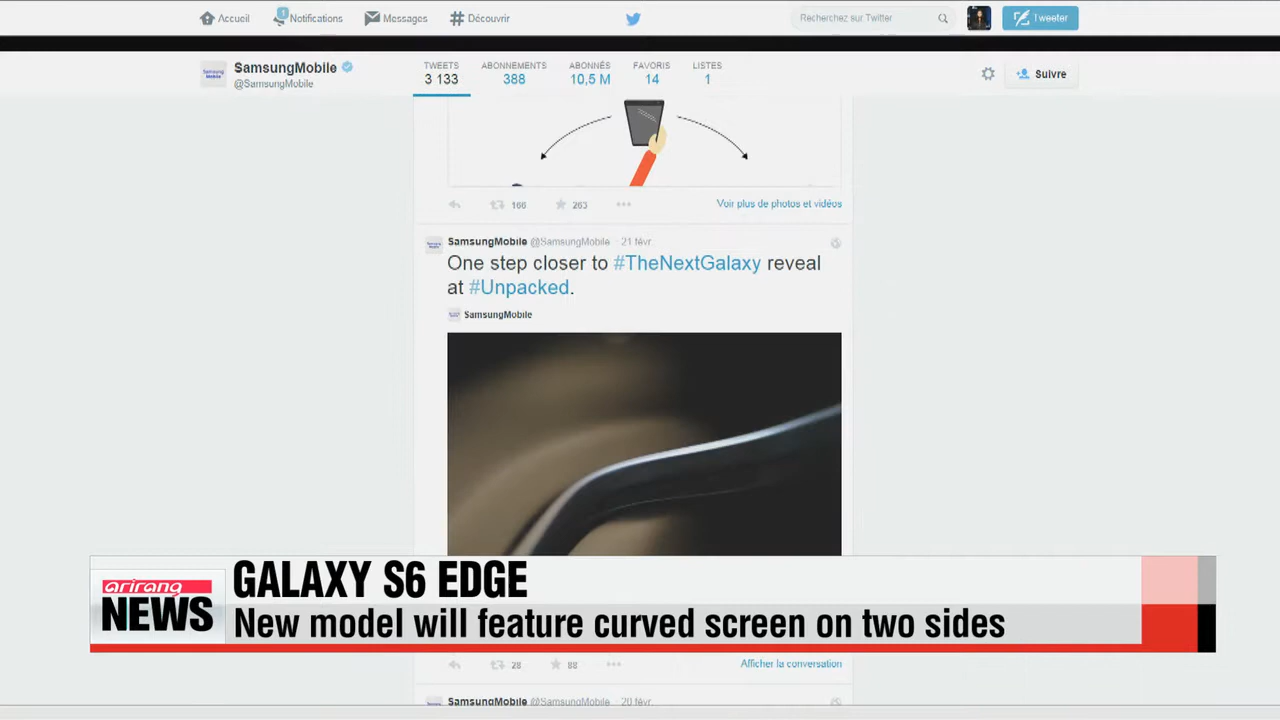 Accueil
1
Notifications
Messages
Découvrir
Recherchez sur Twitter
Tweeter
Samsung
Mobile
SamsungMobile
@SamsungMobile
TWEETS
3 133
ABONNEMENTS
388
ABONNÉS
10,5 M
FAVORIS
14
LISTES
1
Suivre
166
263
Voir plus de photos et vidéos
SamsungMobile @SamsungMobile 21 févr.
One step closer to #TheNextGalaxy reveal
at #Unpacked.
SamsungMobile
arirang
NEWS
GALAXY S6 EDGE
New model will feature curved screen on two sides
28
88
Afficher la conversation
SamsungMobile @SamsungMobile 20 févr.